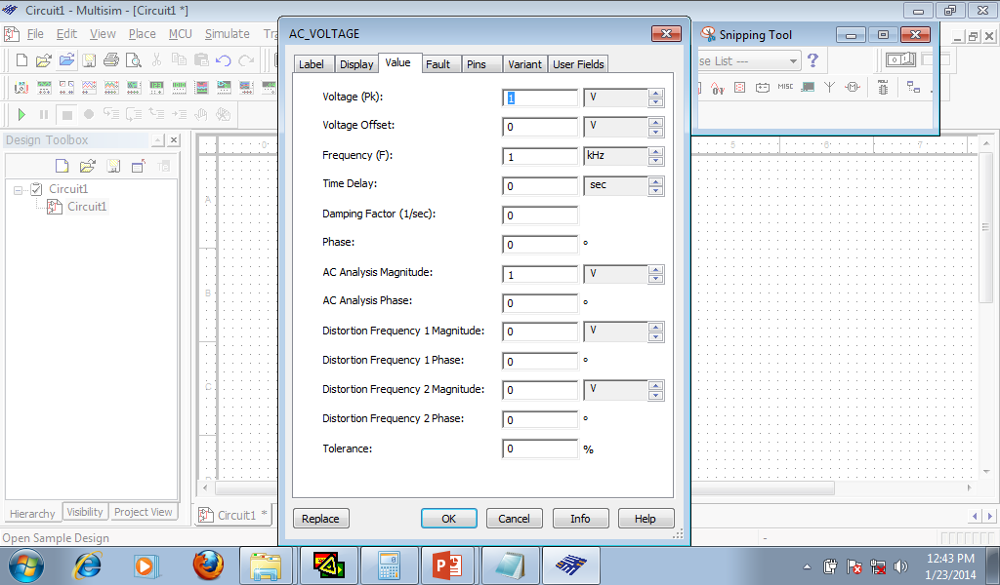 Circuit1 - Multisim - [Circuit1 *]
File Edit View Place MCU Simulate
AC_VOLTAGE
Snipping Tool
se List ---
?
MISC
Label Display Value Fault Pins Variant User Fields
Voltage (Pk): 1 V
Voltage Offset: 0 V
Frequency (F): 1 kHz
Time Delay: 0 sec
Damping Factor (1/sec): 0
Phase: 0 °
AC Analysis Magnitude: 1 V
AC Analysis Phase: 0 °
Distortion Frequency 1 Magnitude: 0 V
Distortion Frequency 1 Phase: 0 °
Distortion Frequency 2 Magnitude: 0 V
Distortion Frequency 2 Phase: 0 °
Tolerance: 0 %
Replace OK Cancel Info Help
Design Toolbox
Circuit1
Circuit1
0 5 6 7
A
B
C
Hierarchy Visibility Project View
Circuit1 *
Open Sample Design
-
12:43 PM
1/23/2014